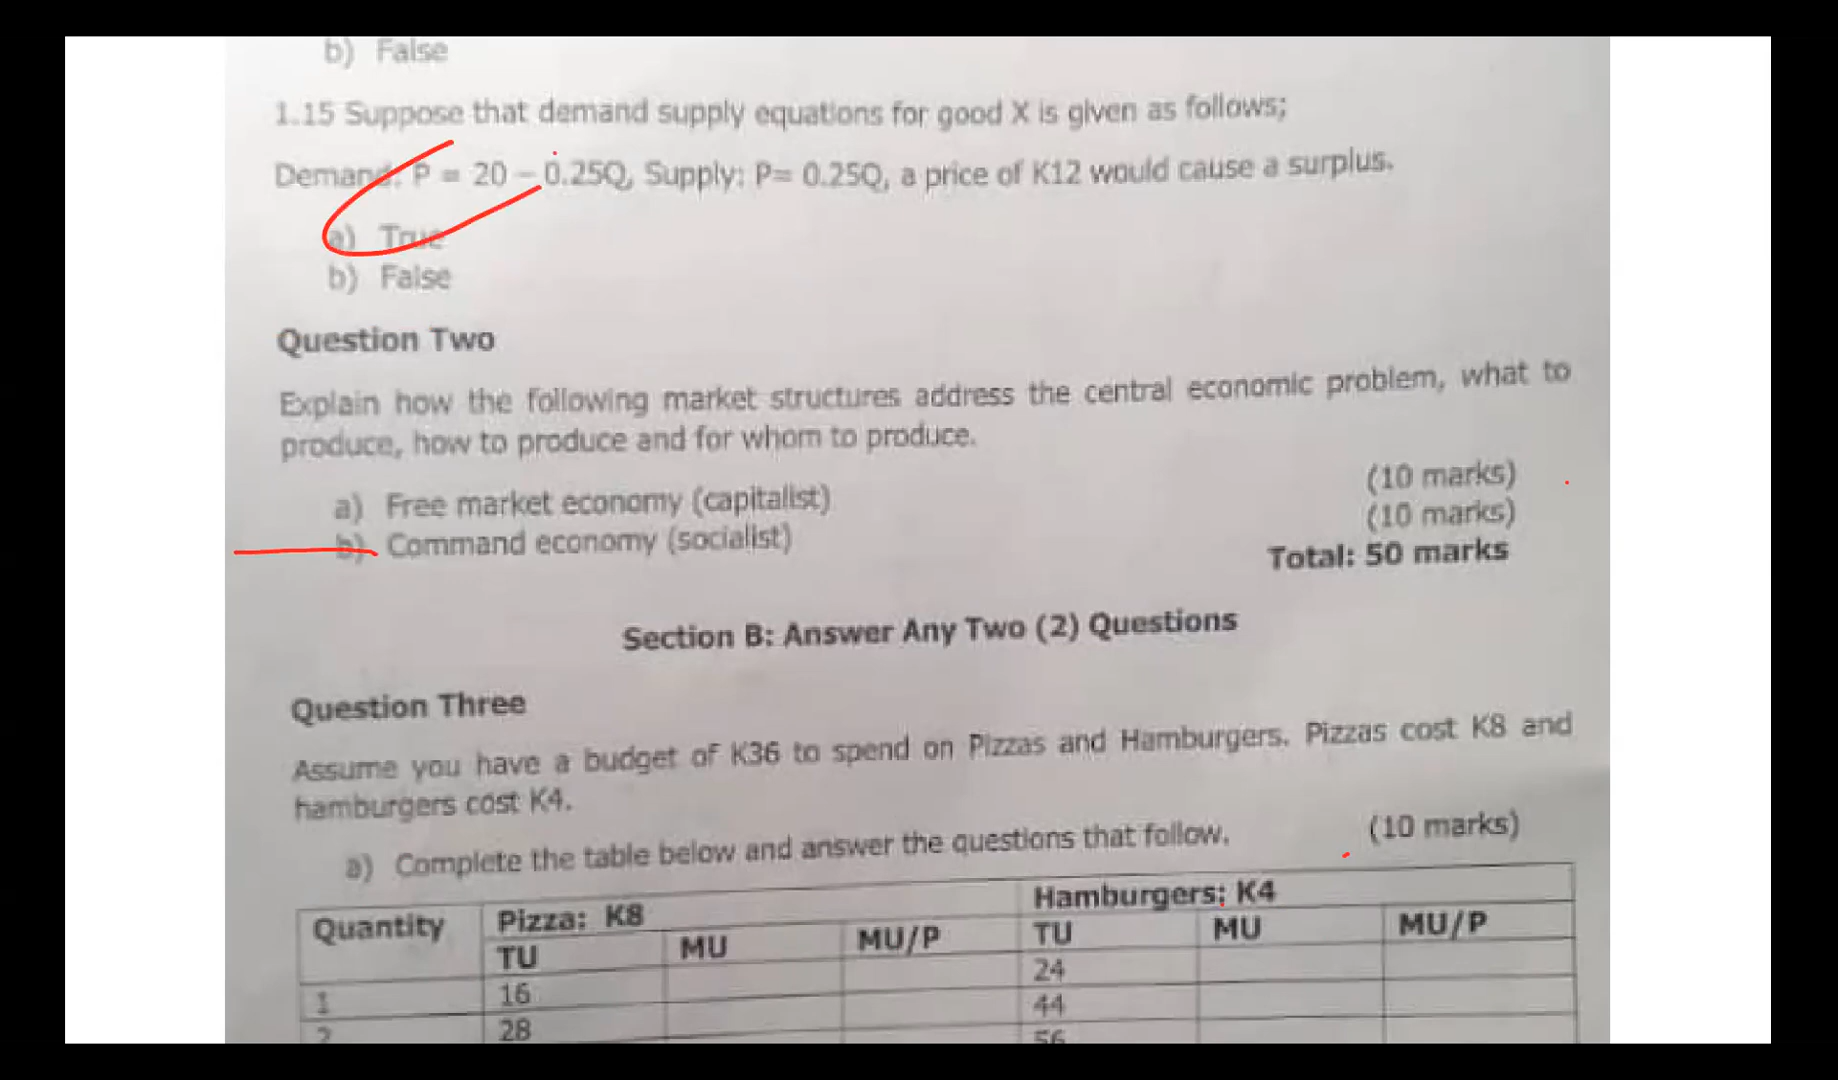 b) False
1.15 Suppose that demand supply equations for good X is given as follows;
Demand: P = 20 – 0.25Q, Supply: P= 0.25Q, a price of K12 would cause a surplus.
a) True
b) False
Question Two
Explain how the following market structures address the central economic problem, what to
produce, how to produce and for whom to produce.
a) Free market economy (capitalist) (10 marks)
b) Command economy (socialist) (10 marks)
Total: 50 marks
Section B: Answer Any Two (2) Questions
Question Three
Assume you have a budget of K36 to spend on Pizzas and Hamburgers. Pizzas cost K8 and
hamburgers cost K4.
a) Complete the table below and answer the questions that follow. (10 marks)
Quantity Pizza; K8 Hamburgers; K4
TU MU MU/P TU MU MU/P
1 16 24
2 28 44
56